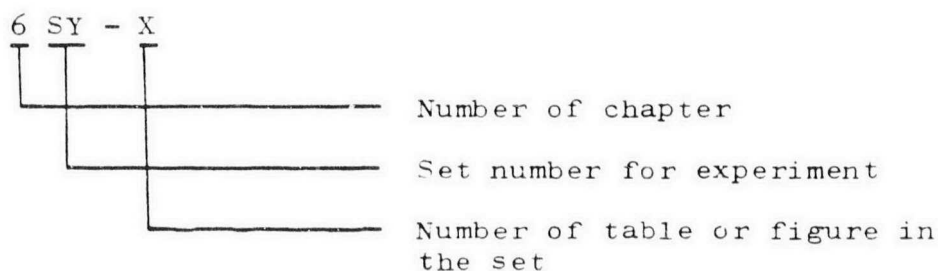 6 SY - X
Number of chapter
Set number for experiment
Number of table or figure in
the set